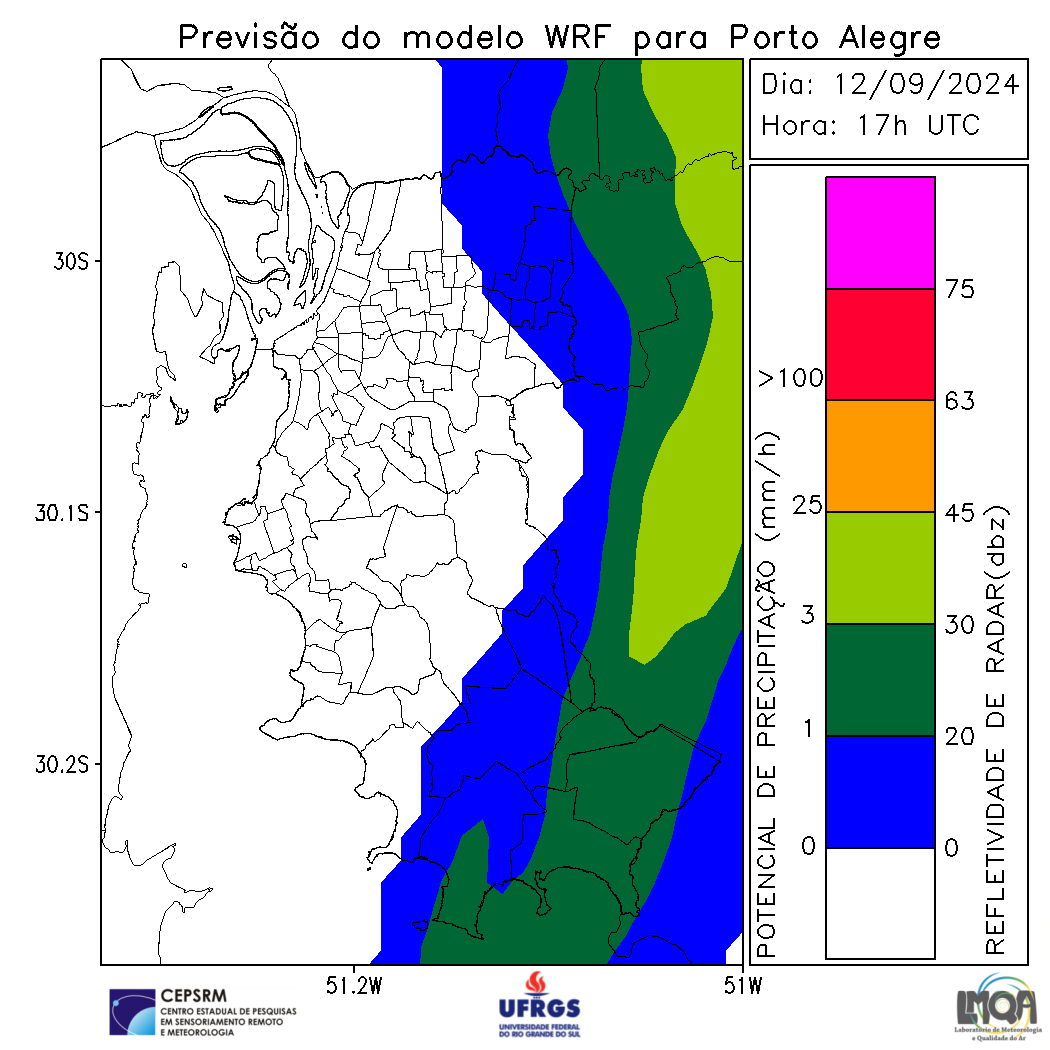 Previsão do modelo WRF para Porto Alegre
Dia: 12/09/2024
Hora: 17h UTC
30S
30.1S
30.2S
51.2W
51W
POTENCIAL DE PRECIPITAÇÃO (mm/h)
>100
25
3
1
0
75
63
45
30
20
0
REFLETIVIDADE DE RADAR(dbz)
CEPSRM
CENTRO ESTADUAL DE PESQUISAS
EM SENSORIAMENTO REMOTO
E METEOROLOGIA
UFRGS
UNIVERSIDADE FEDERAL
DO RIO GRANDE DO SUL
LMQA
Laboratório de Meteorologia
e Qualidade do Ar